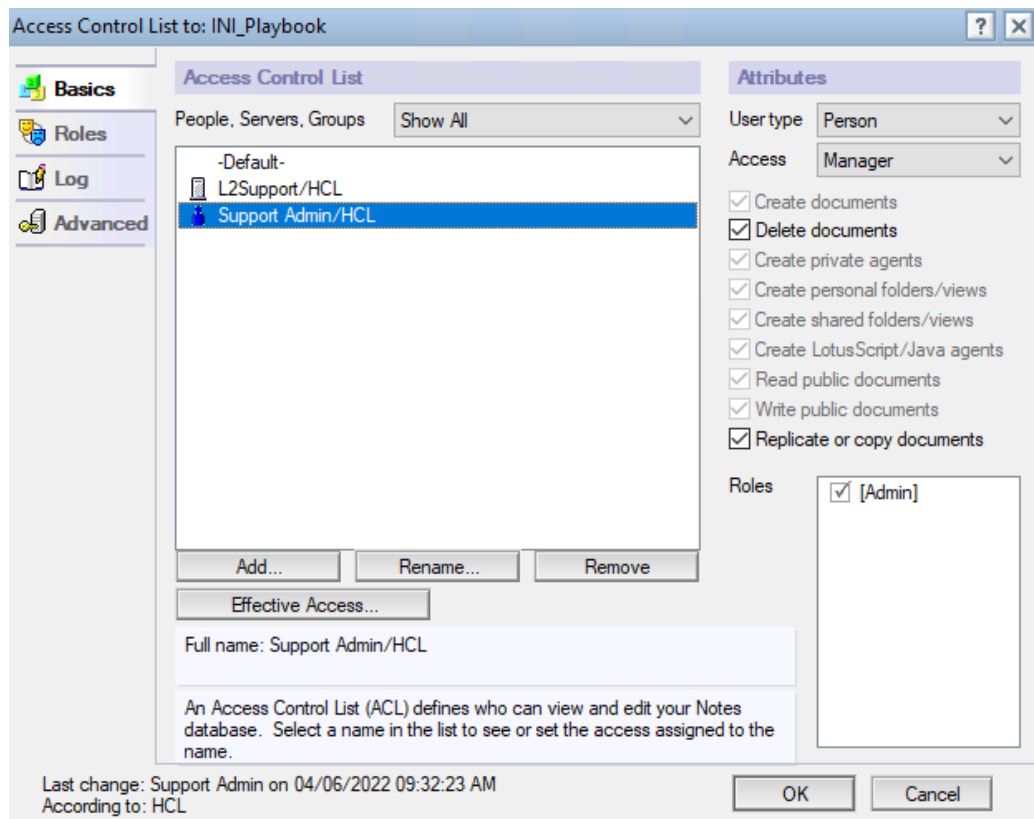 Access Control List to: INI_Playbook
Basics
Roles
Log
Advanced
Access Control List
People, Servers, Groups
Show All
-Default-
L2Support/HCL
Support Admin/HCL
Add...
Rename...
Remove
Effective Access...
Full name: Support Admin/HCL
An Access Control List (ACL) defines who can view and edit your Notes
database.  Select a name in the list to see or set the access assigned to the
name.
Attributes
User type
Person
Access
Manager
Create documents
Delete documents
Create private agents
Create personal folders/views
Create shared folders/views
Create LotusScript/Java agents
Read public documents
Write public documents
Replicate or copy documents
Roles
[Admin]
Last change: Support Admin on 04/06/2022 09:32:23 AM
According to: HCL
OK
Cancel